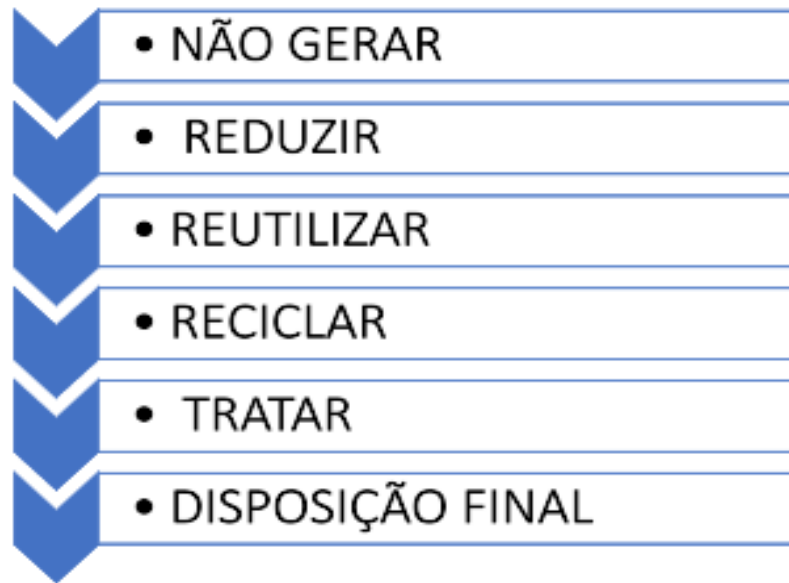 • NÃO GERAR
• REDUZIR
• REUTILIZAR
• RECICLAR
• TRATAR
• DISPOSIÇÃO FINAL